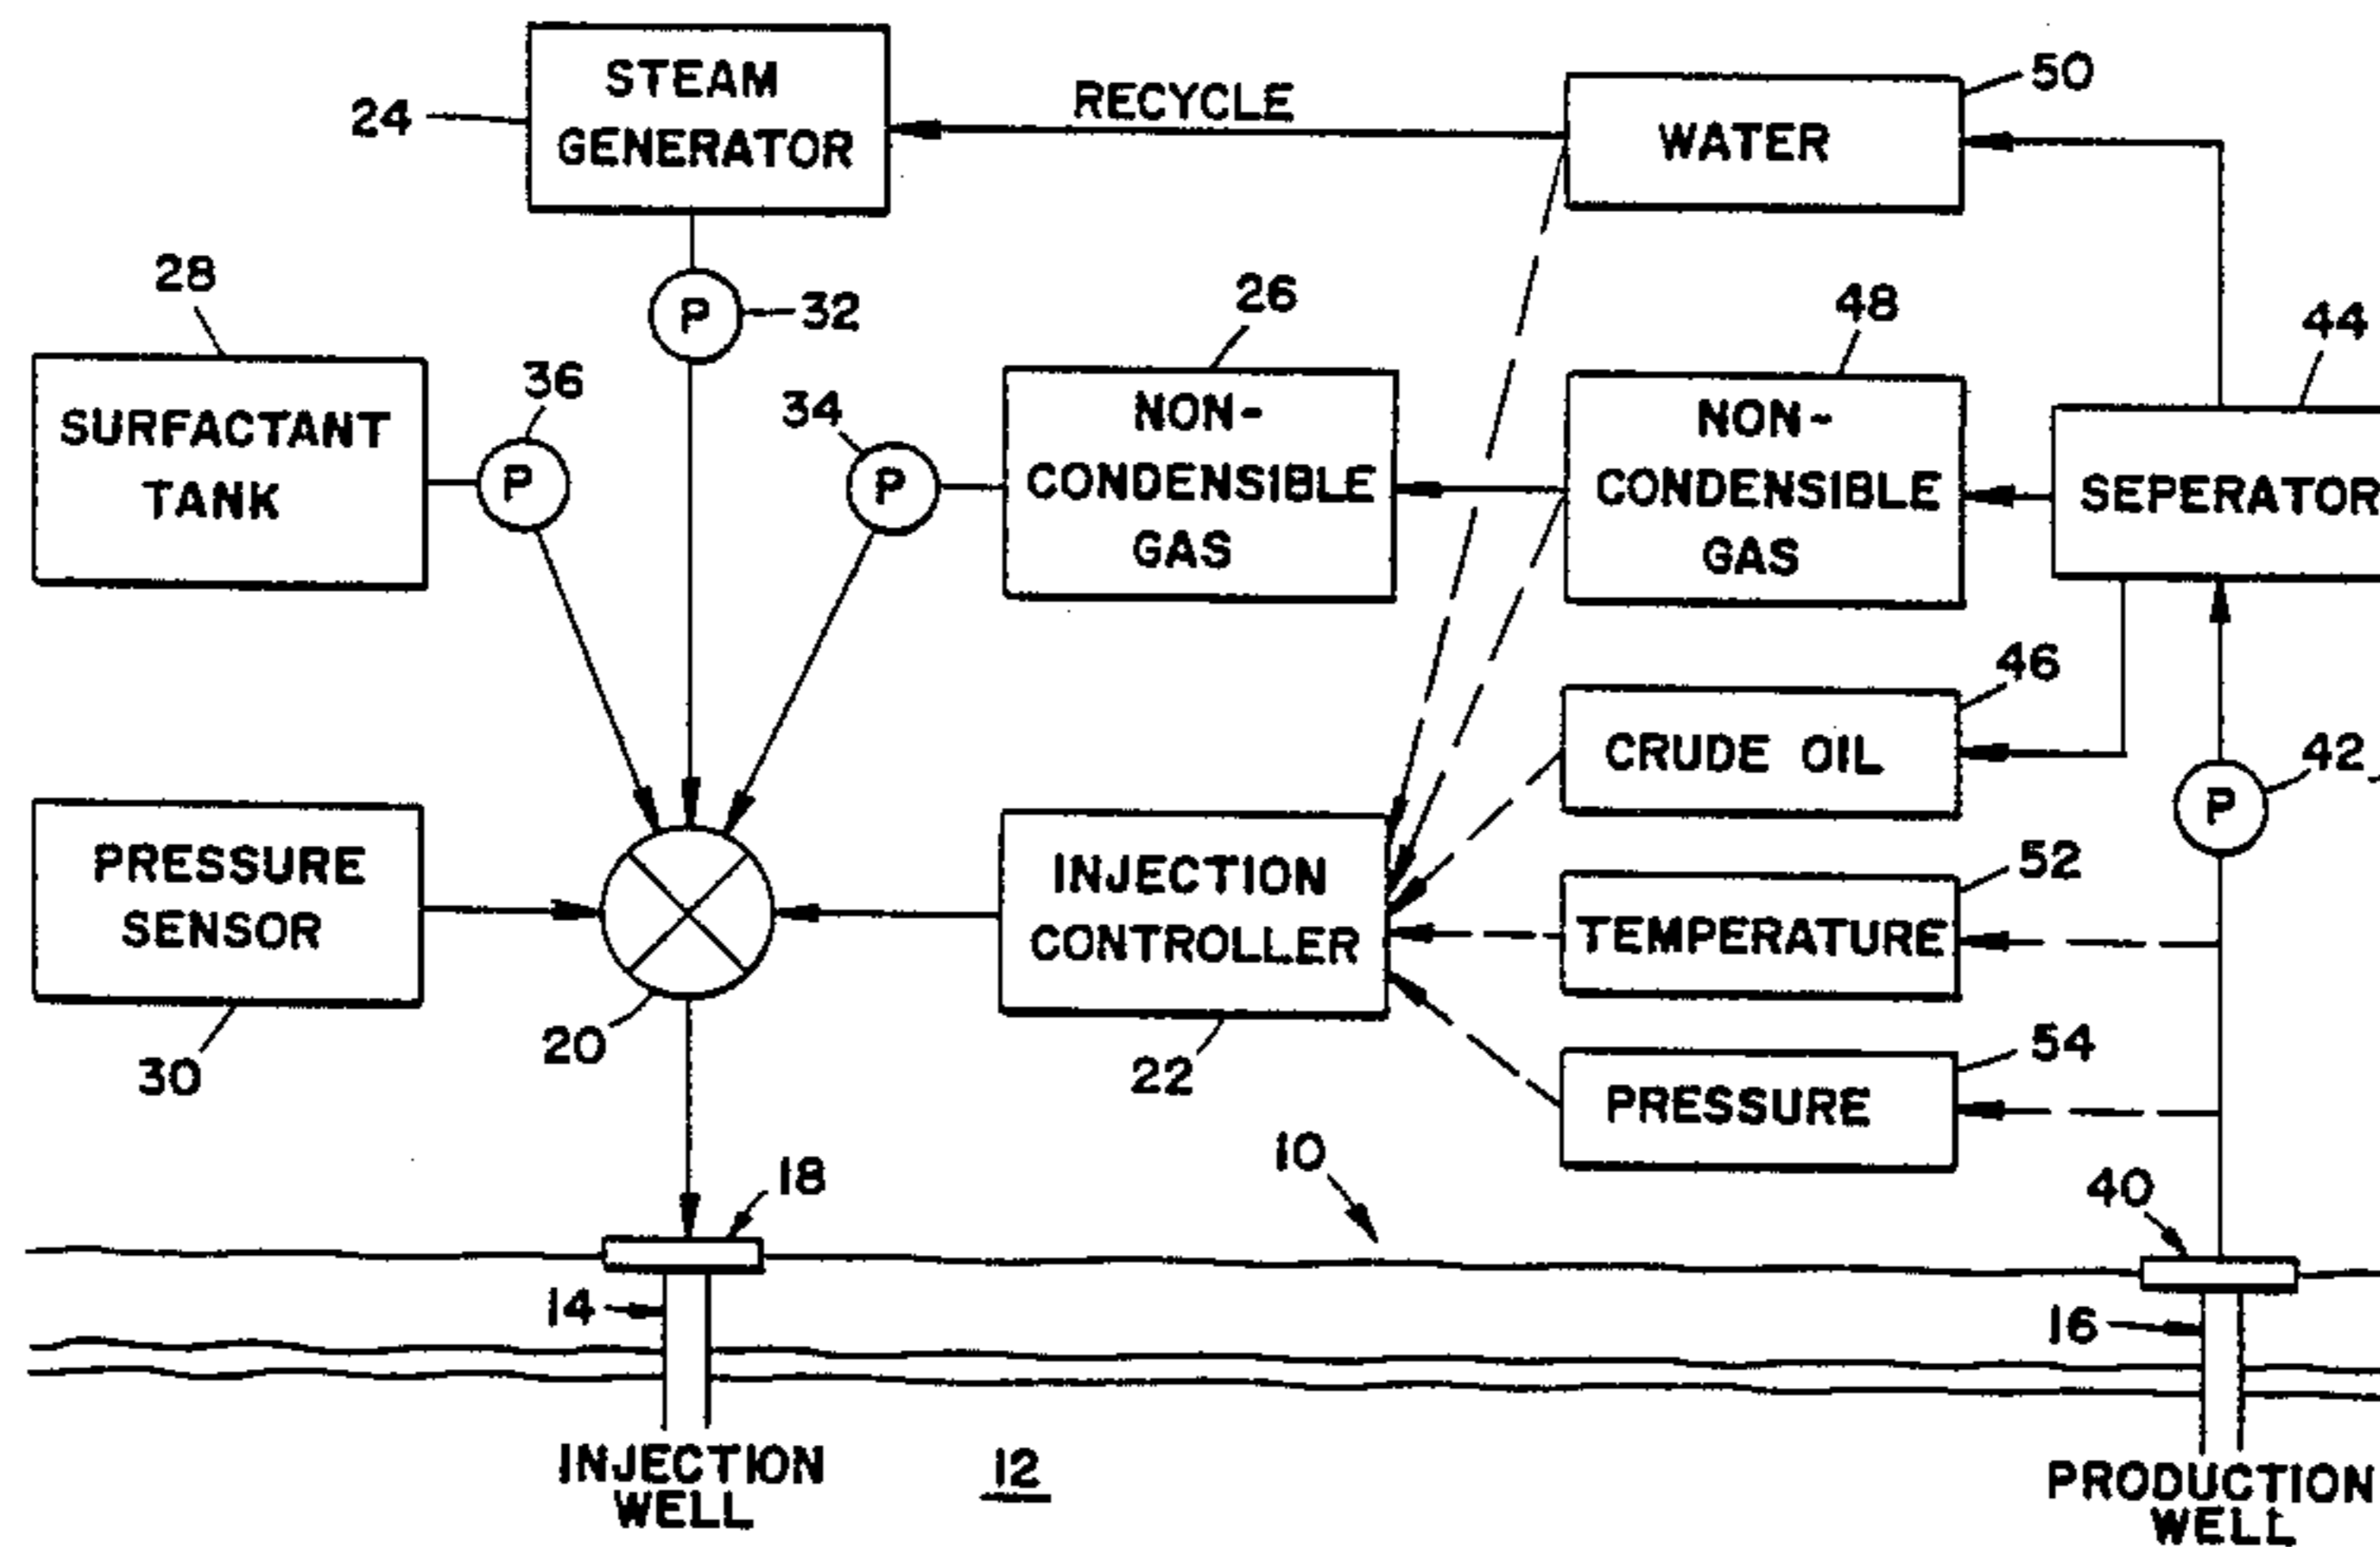 STEAM
GENERATOR
24
RECYCLE
WATER
50
28
32
P
26
48
44
SURFACTANT
TANK
36
P
34
P
NON-
CONDENSIBLE
GAS
NON-
CONDENSIBLE
GAS
SEPERATOR
46
CRUDE OIL
42
P
PRESSURE
SENSOR
30
20
INJECTION
CONTROLLER
22
52
TEMPERATURE
54
PRESSURE
10
18
40
14
16
INJECTION
WELL
12
PRODUCTION
WELL